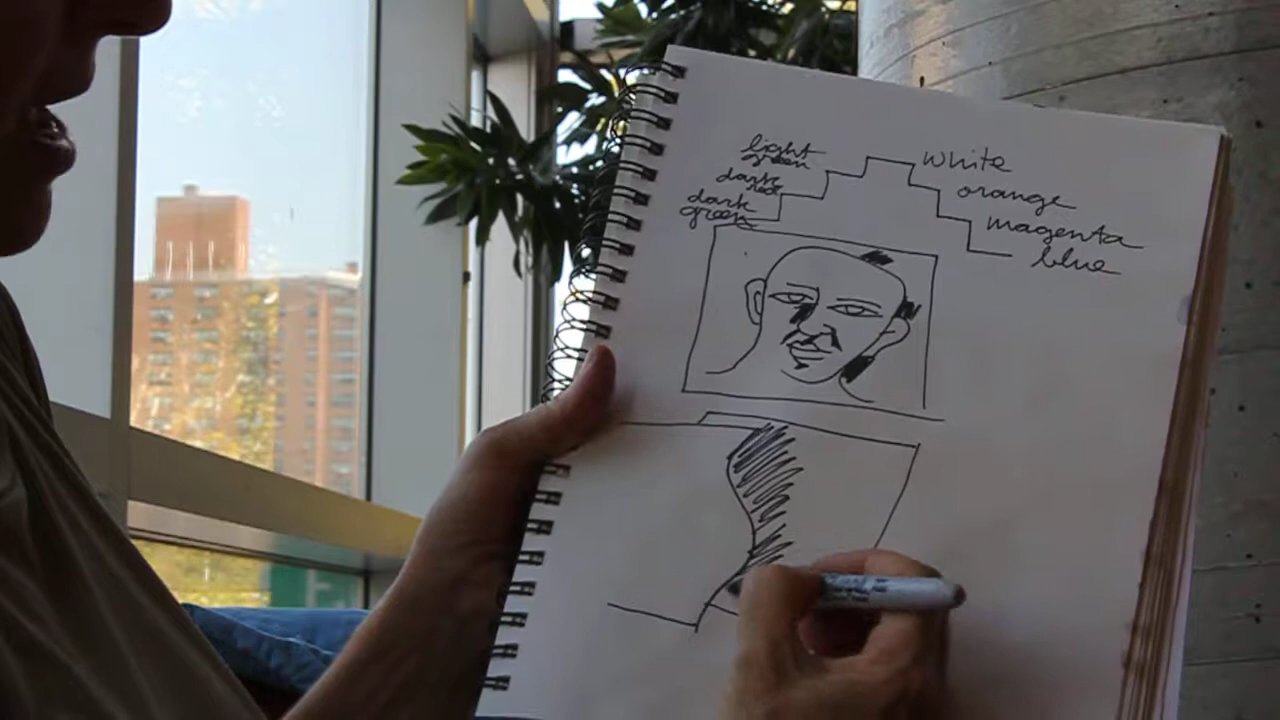 light
green
dark
red
dark
green
white
orange
magenta
blue